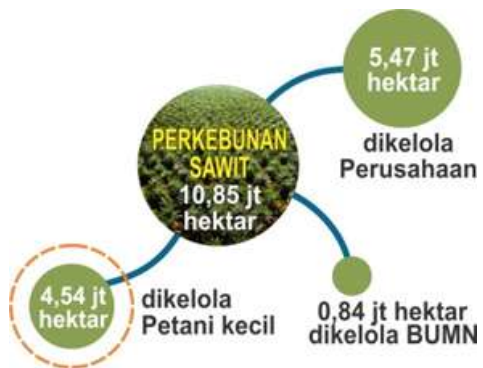 5,47 jt
hektar
dikelola
Perusahaan
PERKEBUNAN
SAWIT
10,85 jt
hektar
4,54 jt
hektar
dikelola
Petani kecil
0,84 jt hektar
dikelola BUMN